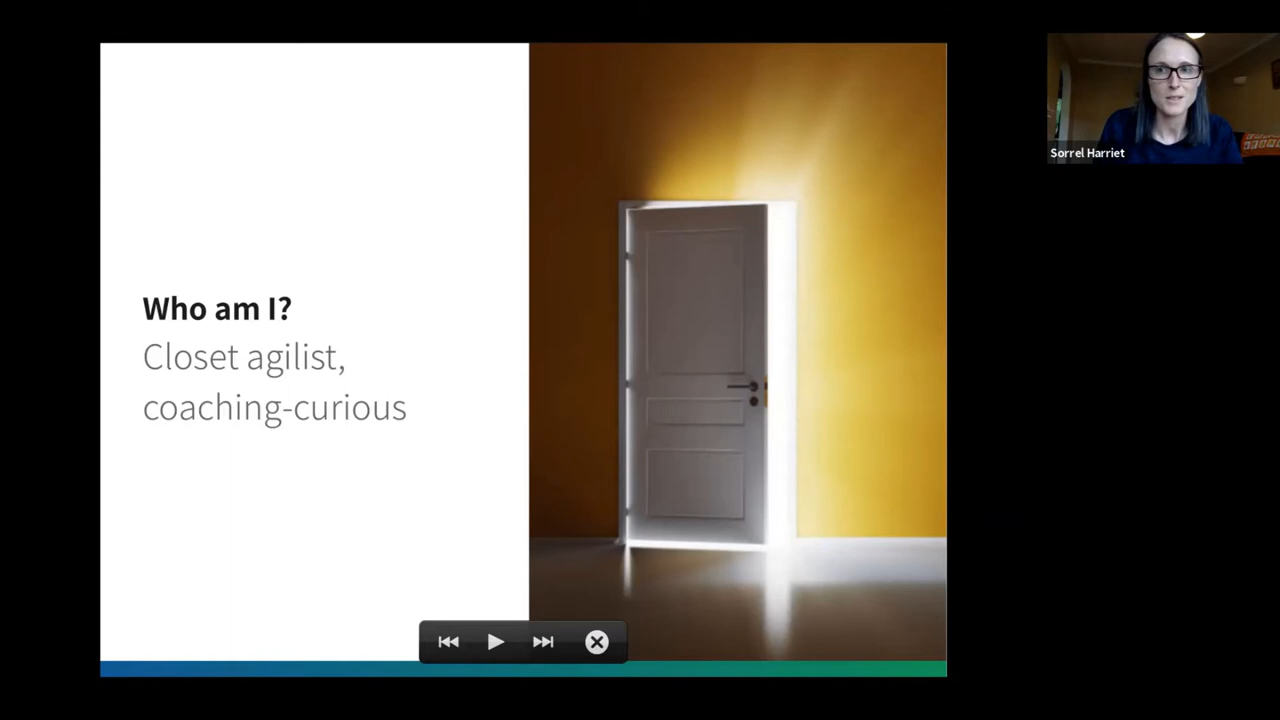 Who am I?
Closet agilist,
coaching-curious
Sorrel Harriet